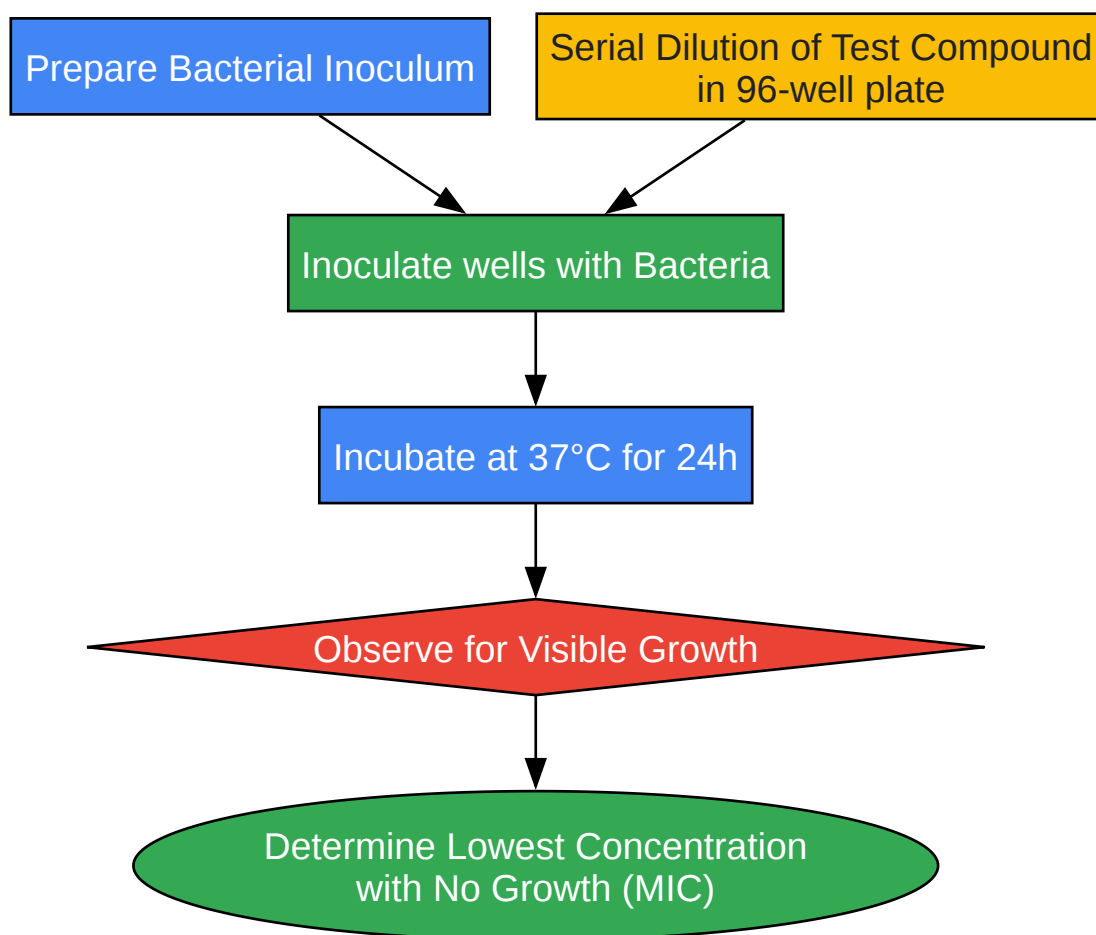 Prepare Bacterial Inoculum
Serial Dilution of Test Compound
in 96-well plate
Inoculate wells with Bacteria
Incubate at 37°C for 24h
Observe for Visible Growth
Determine Lowest Concentration
with No Growth (MIC)